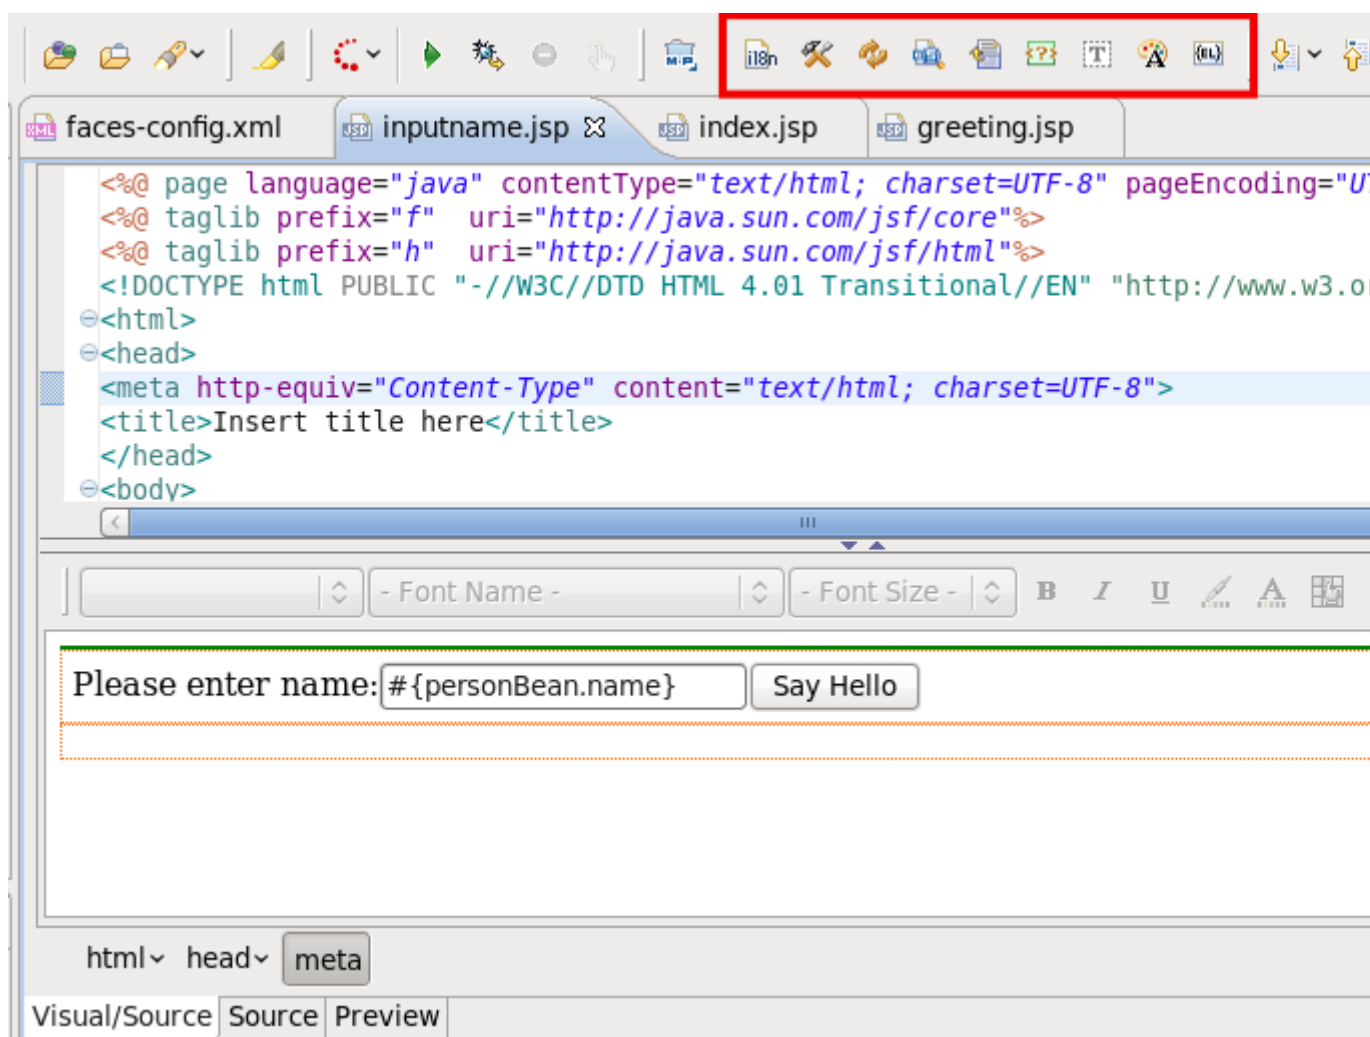 i18n {?} T A {EL}
faces-config.xml inputname.jsp index.jsp greeting.jsp
<%@ page language="java" contentType="text/html; charset=UTF-8" pageEncoding="U
<%@ taglib prefix="f"  uri="http://java.sun.com/jsf/core"%>
<%@ taglib prefix="h"  uri="http://java.sun.com/jsf/html"%>
<!DOCTYPE html PUBLIC "-//W3C//DTD HTML 4.01 Transitional//EN" "http://www.w3.o
<html>
<head>
<meta http-equiv="Content-Type" content="text/html; charset=UTF-8">
<title>Insert title here</title>
</head>
<body>
- Font Name - - Font Size - B I U A
Please enter name: #{personBean.name} Say Hello
html head meta
Visual/Source Source Preview